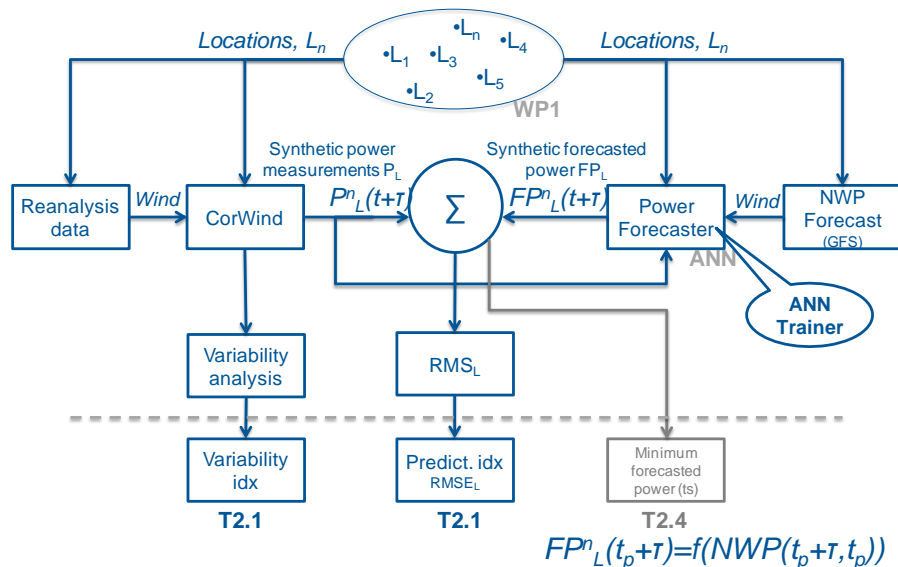 Locations, Lₙ
Locations, Lₙ
•Lₙ
•L₄
•L₁
•L₃
•L₅
•L₂
WP1
Synthetic power
measurements P_L
Synthetic forecasted
power FP_L
Pⁿ_L(t+τ)
Σ
FPⁿ_L(t+τ)
Reanalysis
data
Wind
CorWind
Power
Forecaster
Wind
NWP
Forecast
(GFS)
ANN
ANN
Trainer
Variability
analysis
RMS_L
Variability
idx
Predict. idx
RMSE_L
Minimum
forecasted
power (ts)
T2.1
T2.1
T2.4
FPⁿ_L(t_p+τ)=f(NWP(t_p+τ,t_p))